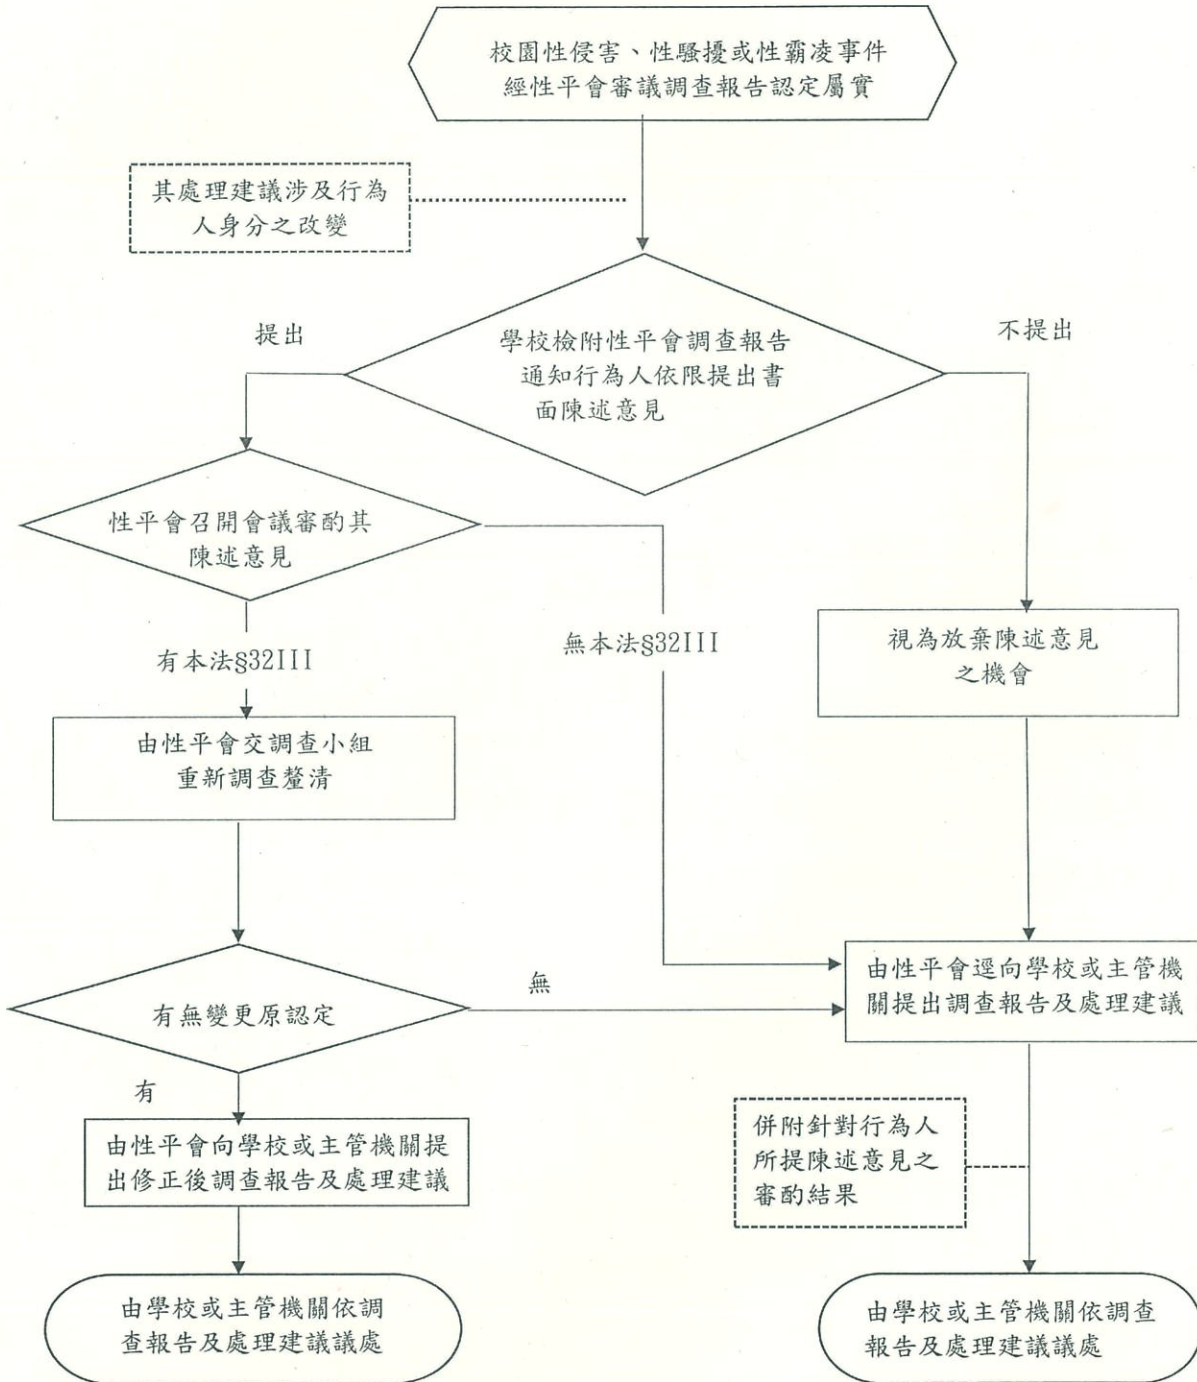 校園性侵害、性騷擾或性霸凌事件
經性平會審議調查報告認定屬實
其處理建議涉及行為
人身分之改變
提出
學校檢附性平會調查報告
通知行為人依限提出書
面陳述意見
不提出
性平會召開會議審酌其
陳述意見
有本法§32III
無本法§32III
視為放棄陳述意見
之機會
由性平會交調查小組
重新調查釐清
有無變更原認定
無
由性平會逕向學校或主管機
關提出調查報告及處理建議
有
由性平會向學校或主管機關提
出修正後調查報告及處理建議
併附針對行為人
所提陳述意見之
審酌結果
由學校或主管機關依調
查報告及處理建議議處
由學校或主管機關依調查
報告及處理建議議處